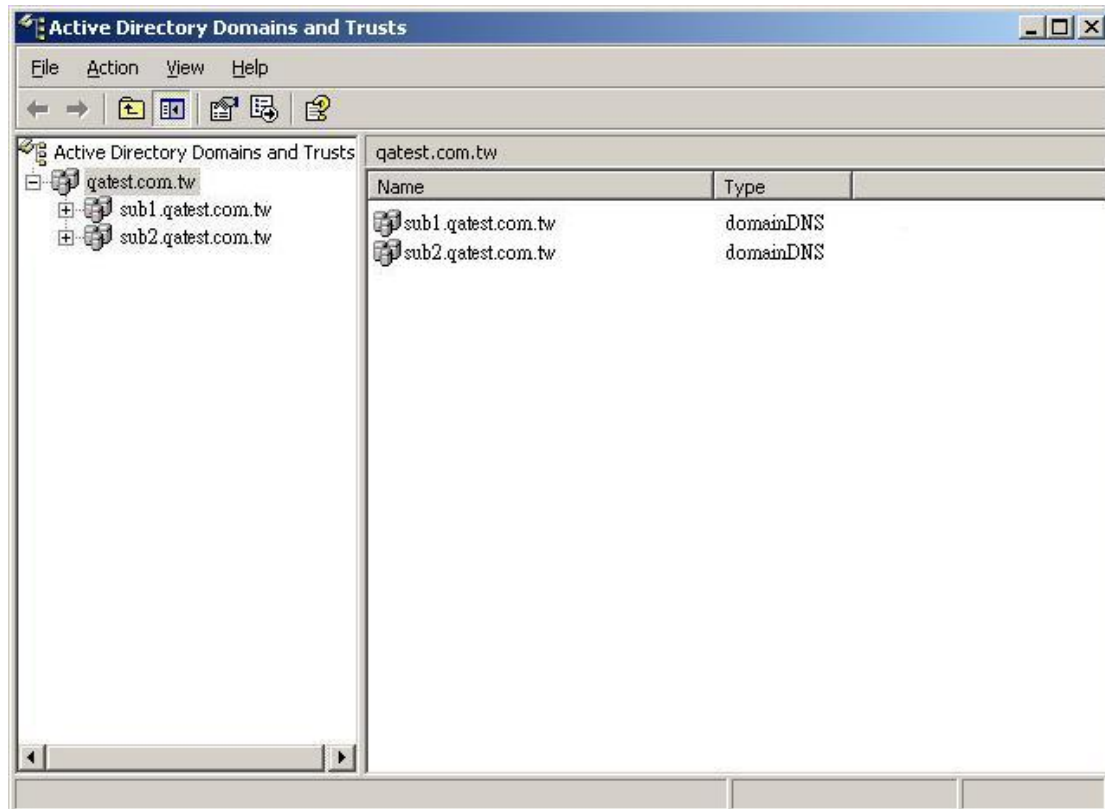 Active Directory Domains and Trusts
File Action View Help
Active Directory Domains and Trusts
qatest.com.tw
sub1.qatest.com.tw
sub2.qatest.com.tw
qatest.com.tw
Name Type
sub1.qatest.com.tw domainDNS
sub2.qatest.com.tw domainDNS